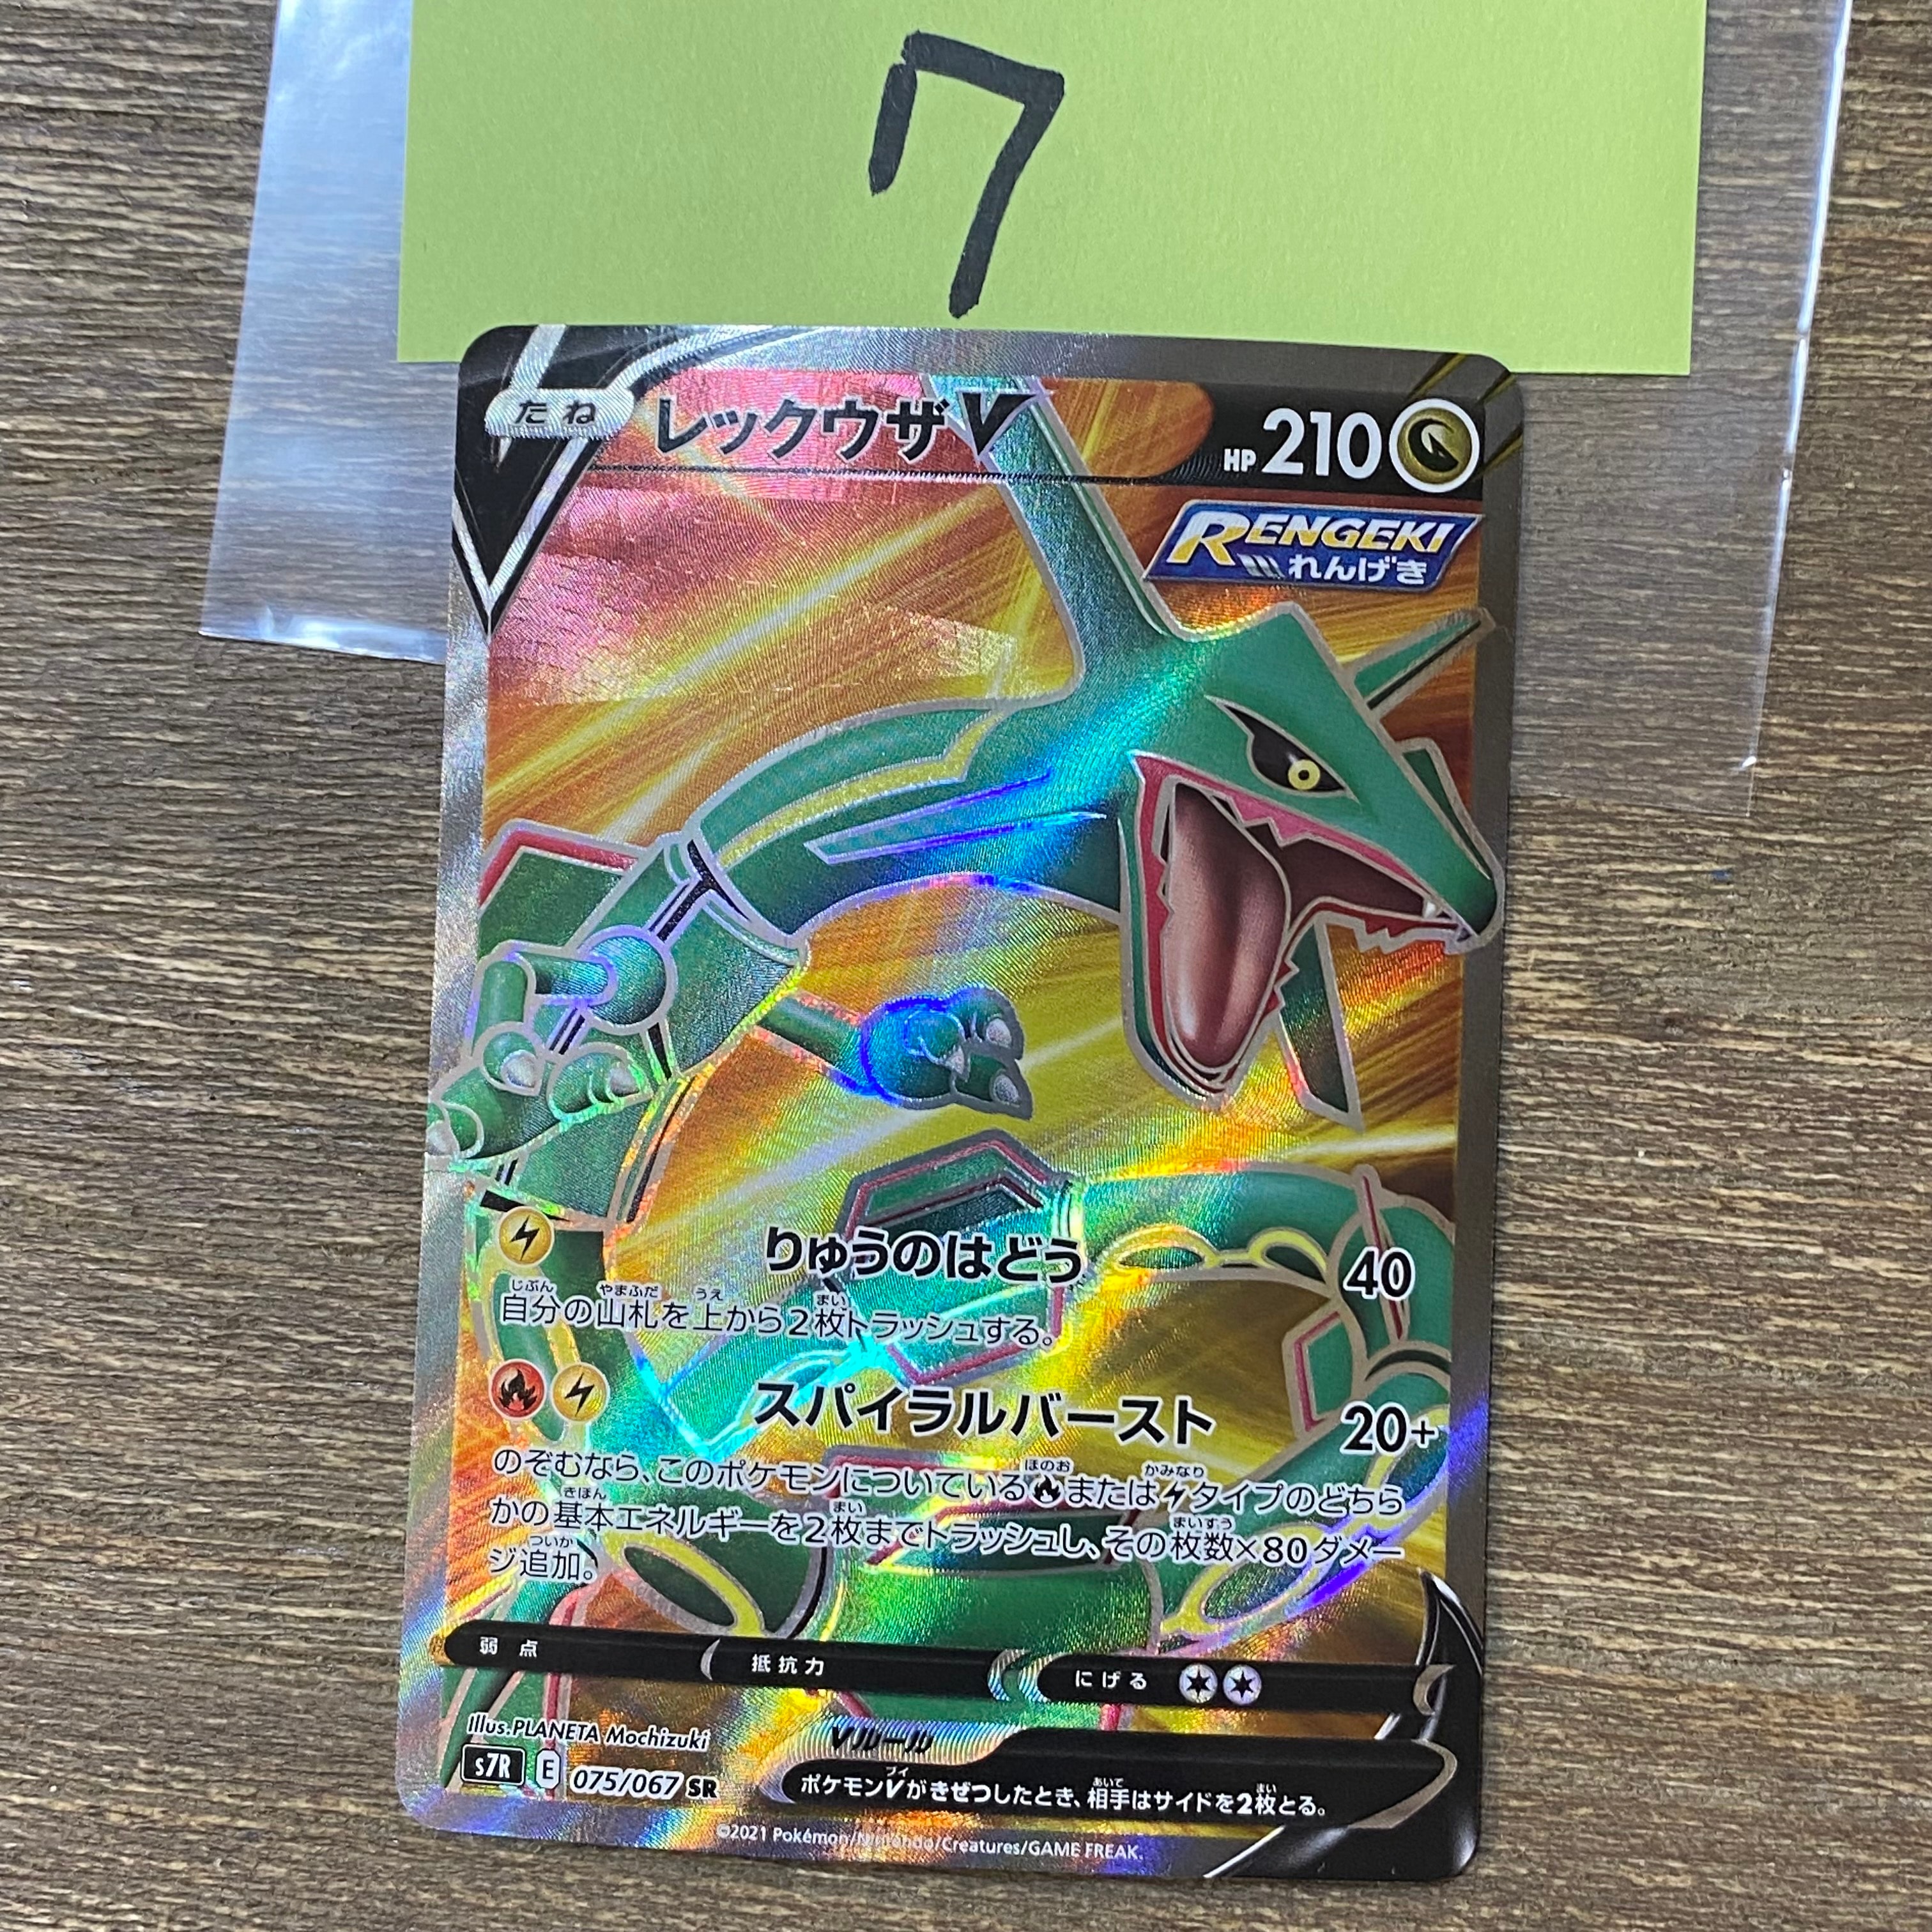 7
たね
レックウザV
HP 210
RENGEKI
れんげき
りゅうのはどう 40
自分の山札を上から2枚トラッシュする。
スパイラルバースト 20+
のぞむなら、このポケモンについている🔥または⚡タイプのどちら
かの基本エネルギーを2枚までトラッシュし、その枚数×80ダメー
ジ追加。
弱点 抵抗力 にげる
Illus. PLANETA Mochizuki
Vルール
s7R E 075/067 SR
ポケモンVがきぜつしたとき、相手はサイドを2枚とる。
©2021 Pokémon/Nintendo/Creatures/GAME FREAK.